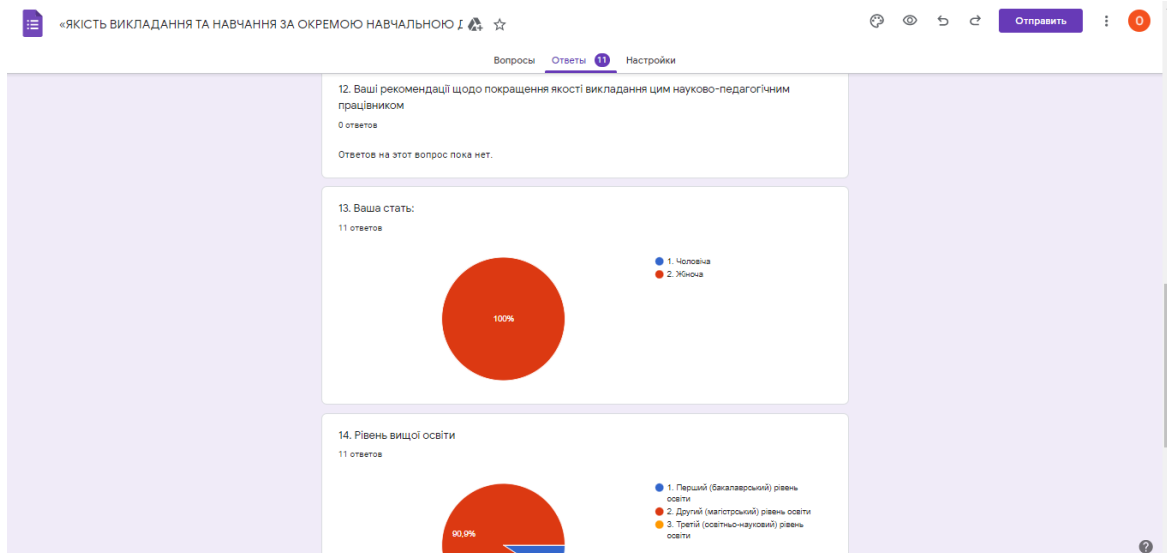 «ЯКІСТЬ ВИКЛАДАННЯ ТА НАВЧАННЯ ЗА ОКРЕМОЮ НАВЧАЛЬНОЮ Д
Отправить
О
Вопросы Ответы 11 Настройки
12. Ваші рекомендації щодо покращення якості викладання цим науково-педагогічним
працівником
0 ответов
Ответов на этот вопрос пока нет.
13. Ваша стать:
11 ответов
1. Чоловіча
2. Жіноча
100%
14. Рівень вищої освіти
11 ответов
1. Перший (бакалаврський) рівень
освіти
2. Другий (магістрський) рівень освіти
3. Третій (освітньо-науковий) рівень
освіти
90,9%